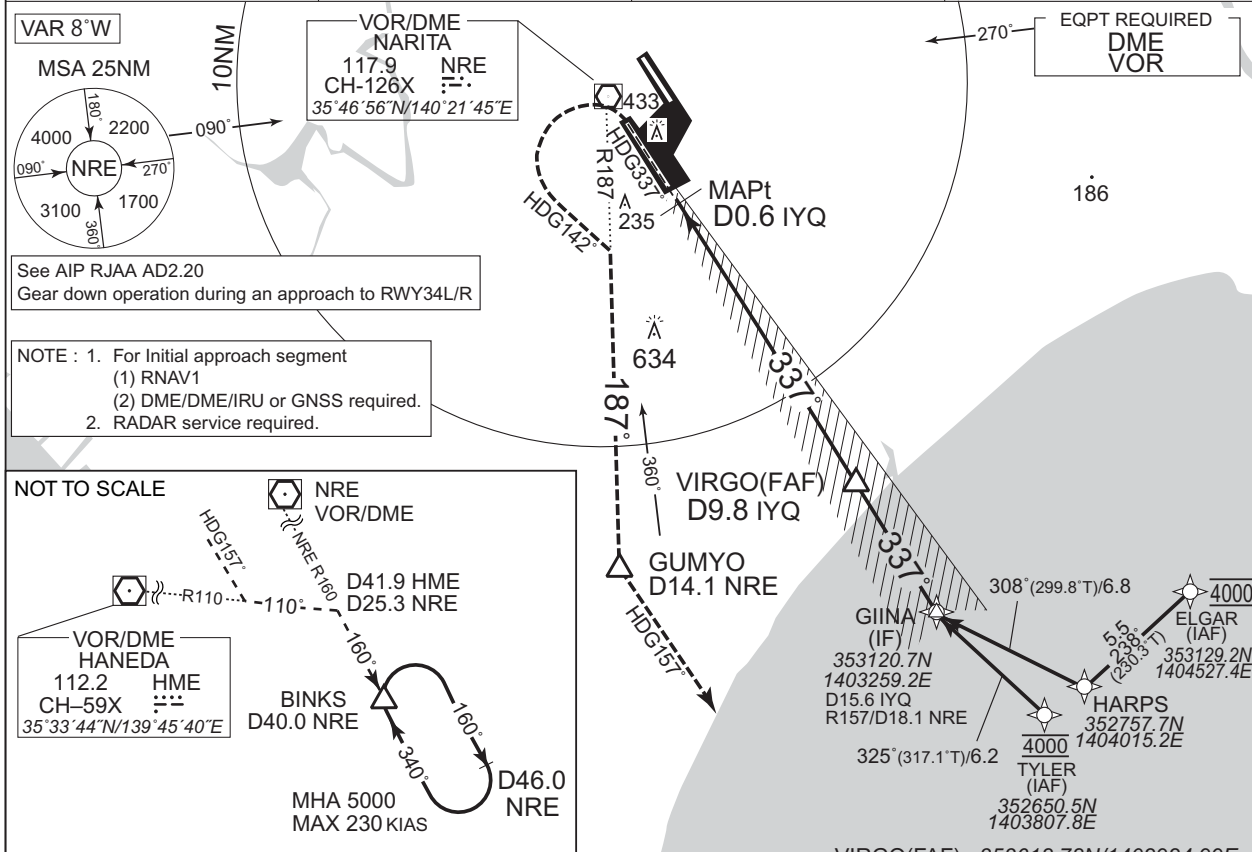 VAR 8°W
MSA 25NM
180°
4000
2200
090°
NRE
270°
3100
1700
360°
090°
10NM
VOR/DME
NARITA
117.9 NRE
CH-126X
35°46´56˝N/140°21´45˝E
270°
EQPT REQUIRED
DME
VOR
433
HDG337°
R187
235
HDG142°
MAPt
D0.6 IYQ
186
See AIP RJAA AD2.20
Gear down operation during an approach to RWY34L/R
634
NOTE : 1. For Initial approach segment
(1) RNAV1
(2) DME/DME/IRU or GNSS required.
2. RADAR service required.
337°
187°
360°
VIRGO(FAF)
D9.8 IYQ
337°
GUMYO
D14.1 NRE
HDG157°
NOT TO SCALE
NRE
VOR/DME
HDG157°
NRE R160
R110
110°
D41.9 HME
D25.3 NRE
VOR/DME
HANEDA
112.2 HME
CH–59X
35°33´44˝N/139°45´40˝E
160°
BINKS
D40.0 NRE
160°
340°
D46.0
NRE
MHA 5000
MAX 230 KIAS
308°(299.8°T)/6.8
GIINA
(IF)
353120.7N
1403259.2E
D15.6 IYQ
R157/D18.1 NRE
5.5
238°
(230.3°T)
4000
ELGAR
(IAF)
353129.2N
1404527.4E
HARPS
352757.7N
1404015.2E
325°(317.1°T)/6.2
4000
TYLER
(IAF)
352650.5N
1403807.8E
VIRGO(FAF)